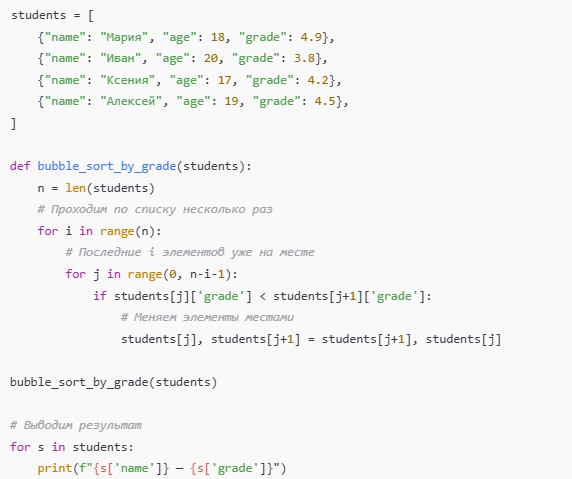 students = [
    {"name": "Мария", "age": 18, "grade": 4.9},
    {"name": "Иван", "age": 20, "grade": 3.8},
    {"name": "Ксения", "age": 17, "grade": 4.2},
    {"name": "Алексей", "age": 19, "grade": 4.5},
]
def bubble_sort_by_grade(students):
    n = len(students)
    # Проходим по списку несколько раз
    for i in range(n):
        # Последние i элементов уже на месте
        for j in range(0, n-i-1):
            if students[j]['grade'] < students[j+1]['grade']:
                # Меняем элементы местами
                students[j], students[j+1] = students[j+1], students[j]
bubble_sort_by_grade(students)
# Выводим результат
for s in students:
    print(f"{s['name']} — {s['grade']}")